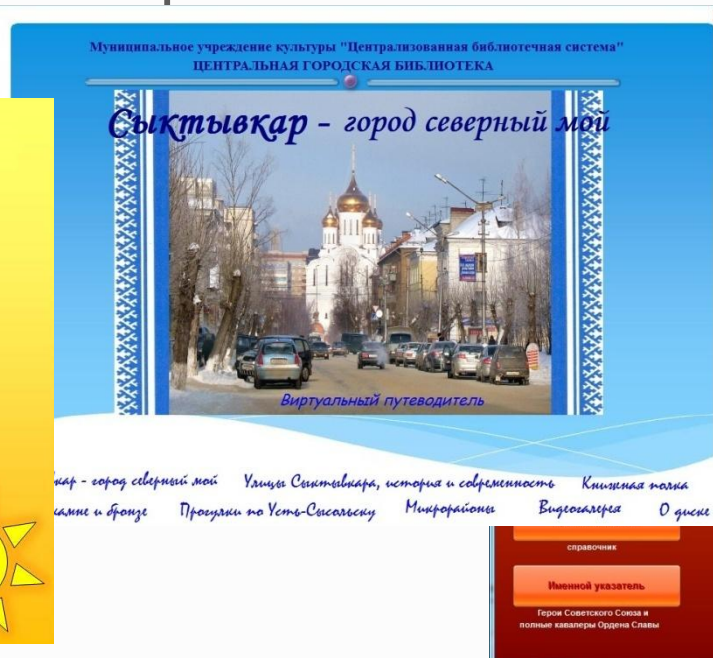 Муниципальное учреждение культуры "Централизованная библиотечная система"
ЦЕНТРАЛЬНАЯ ГОРОДСКАЯ БИБЛИОТЕКА
Сыктывкар - город северный мой
Виртуальный путеводитель
кар - город северный мой Улицы Сыктывкара, история и современность Книжная полка
камне и бронзе Прогулки по Усть-Сысольску Микрорайоны Видеогалерея О диске
справочник
Именной указатель
Герои Советского Союза и
полные кавалеры Ордена Славы